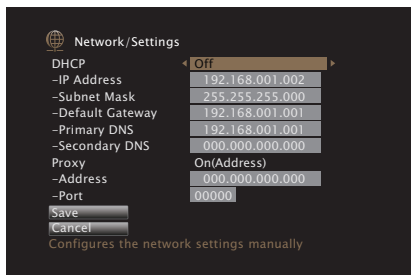 Network/Settings
DHCP Off
–IP Address 192.168.001.002
–Subnet Mask 255.255.255.000
–Default Gateway 192.168.001.001
–Primary DNS 192.168.001.001
–Secondary DNS 000.000.000.000
Proxy On(Address)
–Address 000.000.000.000
–Port 00000
Save
Cancel
Configures the network settings manually